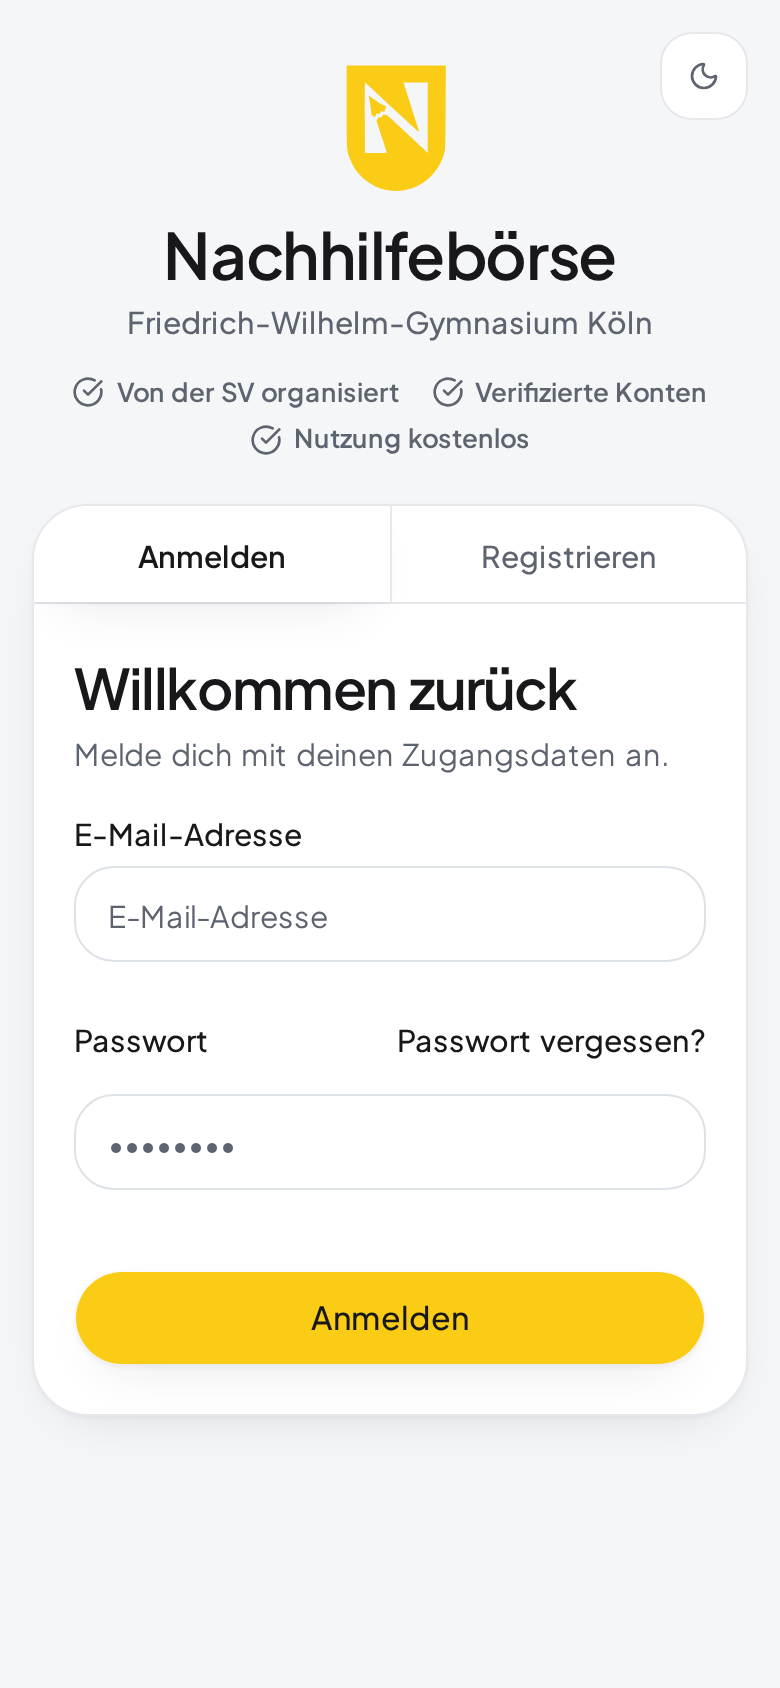 N
Nachhilfebörse
Friedrich-Wilhelm-Gymnasium Köln
Von der SV organisiert Verifizierte Konten
Nutzung kostenlos
Anmelden Registrieren
Willkommen zurück
Melde dich mit deinen Zugangsdaten an.
E-Mail-Adresse
E-Mail-Adresse
Passwort Passwort vergessen?
••••••••
Anmelden